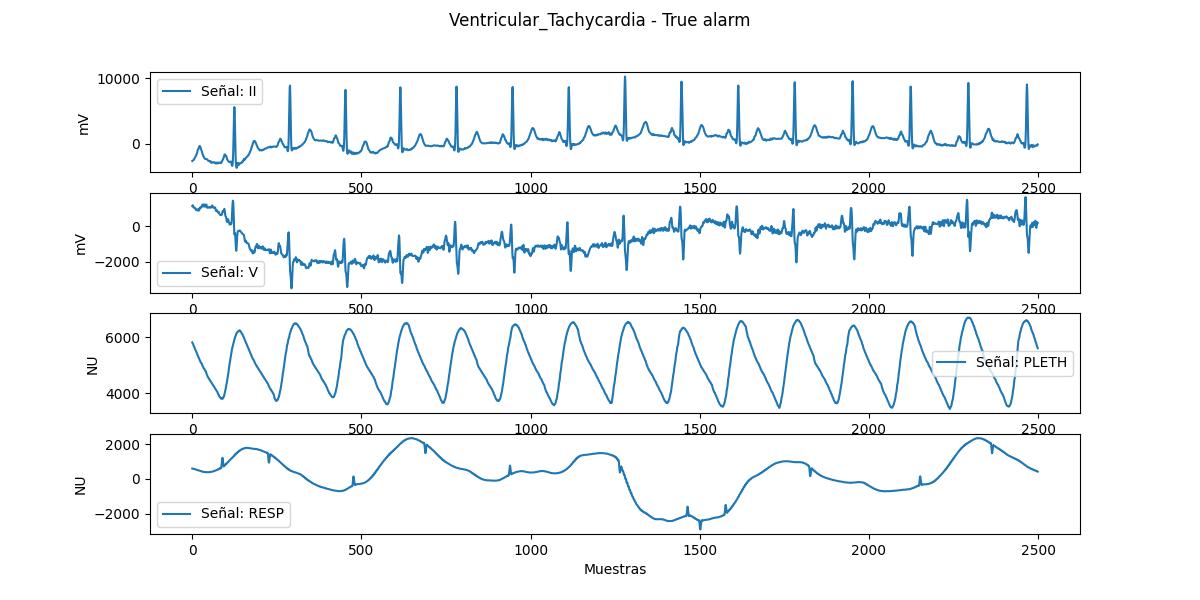 Ventricular_Tachycardia - True alarm
10000
0
mV
Señal: II
0 500 1000 1500 2000 2500
0
−2000
mV
Señal: V
0 500 1000 1500 2000 2500
6000
4000
NU
Señal: PLETH
0 500 1000 1500 2000 2500
2000
0
−2000
NU
Señal: RESP
0 500 1000 1500 2000 2500
Muestras